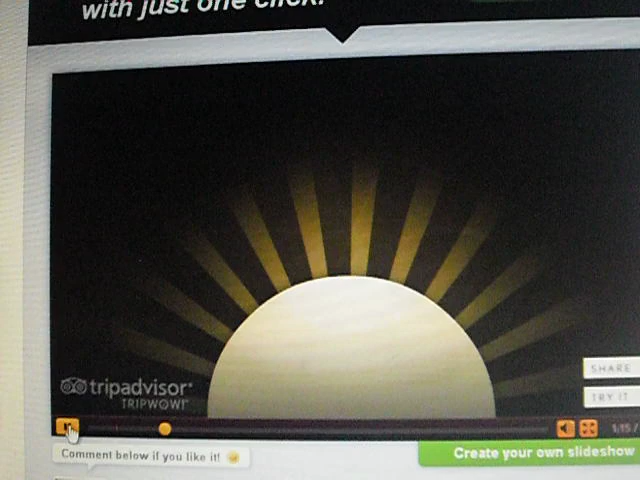 with just one click!
SHARE
tripadvisor®
TRIPWOW!™
TRY IT
1:15 /
Comment below if you like it!
Create your own slideshow